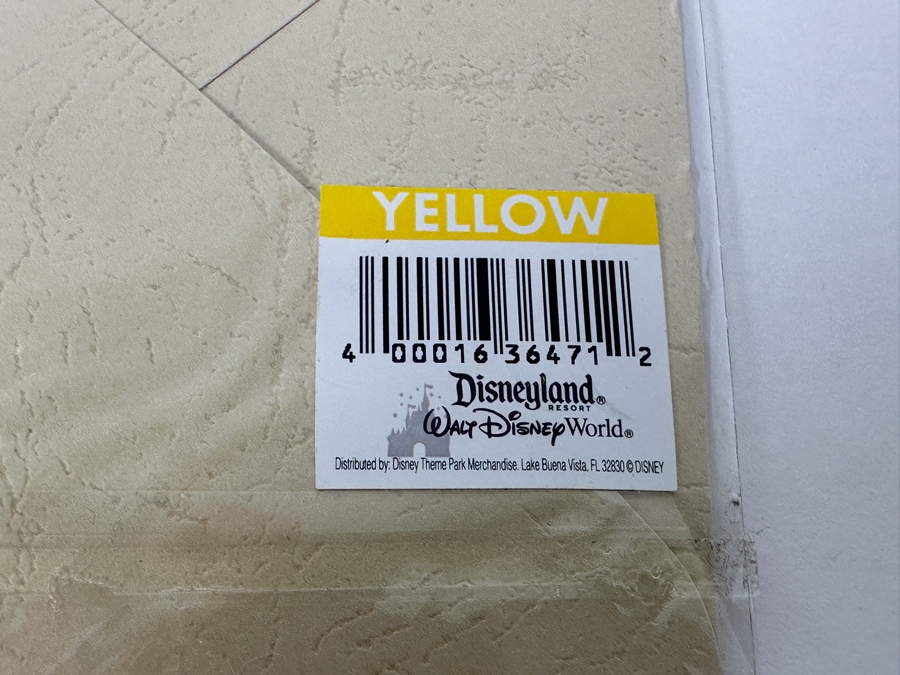 YELLOW
4 00016 36471 2
Disneyland®
RESORT
Walt Disney World®
Distributed by: Disney Theme Park Merchandise. Lake Buena Vista, FL 32830 © DISNEY